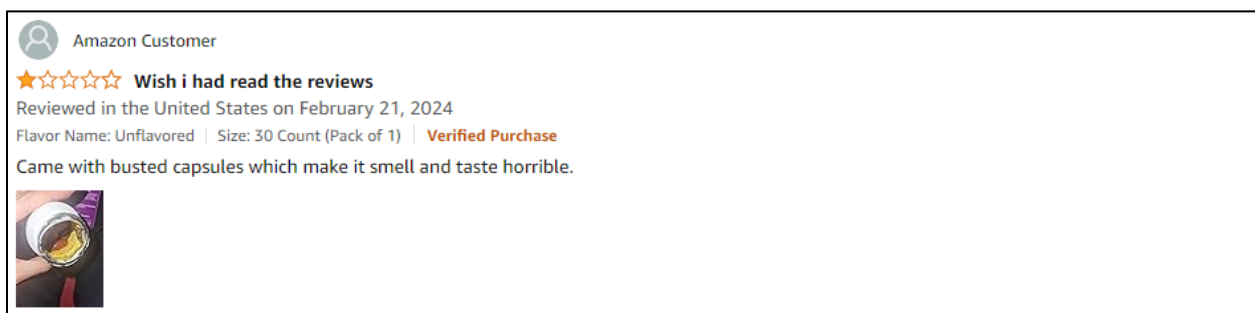 Amazon Customer
Wish i had read the reviews
Reviewed in the United States on February 21, 2024
Flavor Name: Unflavored | Size: 30 Count (Pack of 1) | Verified Purchase
Came with busted capsules which make it smell and taste horrible.